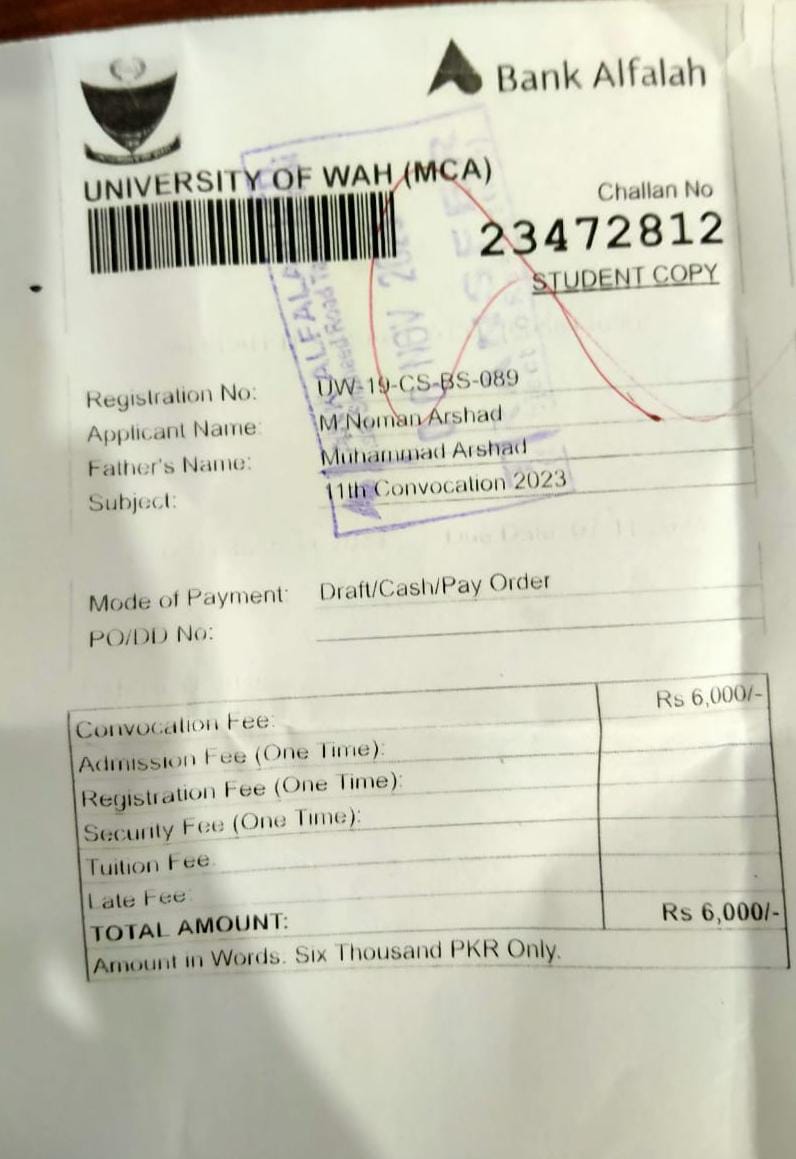 Bank Alfalah
UNIVERSITY OF WAH (MCA)
Challan No
23472812
STUDENT COPY
Registration No: UW-19-CS-BS-089
Applicant Name: M Noman Arshad
Father's Name: Muhammad Arshad
Subject: 11th Convocation 2023
Mode of Payment: Draft/Cash/Pay Order
PO/DD No:
Convocation Fee: Rs 6,000/-
Admission Fee (One Time):
Registration Fee (One Time):
Security Fee (One Time):
Tuition Fee:
Late Fee:
TOTAL AMOUNT: Rs 6,000/-
Amount in Words. Six Thousand PKR Only.